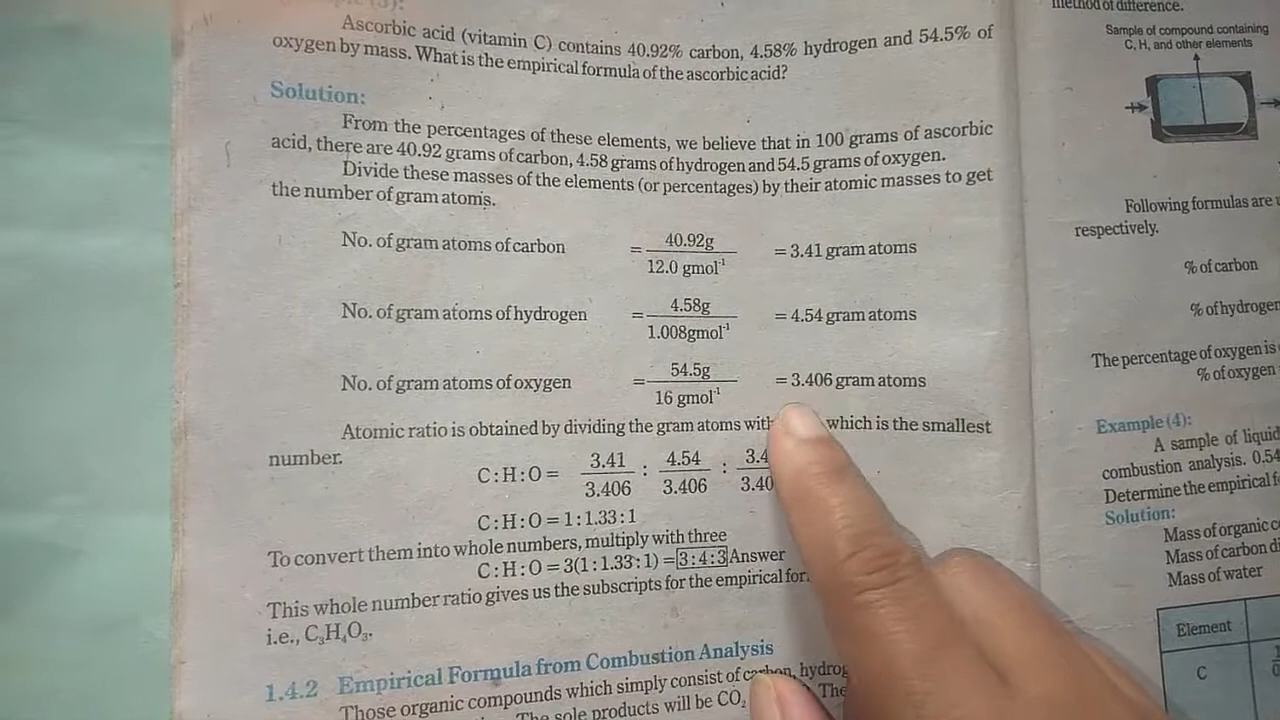 Ascorbic acid (vitamin C) contains 40.92% carbon, 4.58% hydrogen and 54.5% of
oxygen by mass. What is the empirical formula of the ascorbic acid?
Solution:
From the percentages of these elements, we believe that in 100 grams of ascorbic
acid, there are 40.92 grams of carbon, 4.58 grams of hydrogen and 54.5 grams of oxygen.
Divide these masses of the elements (or percentages) by their atomic masses to get
the number of gram atoms.
No. of gram atoms of carbon = 40.92g / 12.0 gmol⁻¹ = 3.41 gram atoms
No. of gram atoms of hydrogen = 4.58g / 1.008gmol⁻¹ = 4.54 gram atoms
No. of gram atoms of oxygen = 54.5g / 16 gmol⁻¹ = 3.406 gram atoms
Atomic ratio is obtained by dividing the gram atoms with which is the smallest
number.
C:H:O = 3.41 / 3.406 : 4.54 / 3.406 : 3.4 / 3.40
C:H:O = 1:1.33:1
To convert them into whole numbers, multiply with three
C:H:O = 3(1:1.33:1) = 3:4:3 Answer
This whole number ratio gives us the subscripts for the empirical for
i.e., C₃H₄O₃.
1.4.2 Empirical Formula from Combustion Analysis
Those organic compounds which simply consist of carbon, hydrog
The sole products will be CO₂ The
method of difference.
Sample of compound containing
C, H, and other elements
Following formulas are
respectively.
% of carbon
% of hydrogen
The percentage of oxygen is
% of oxygen
Example (4):
A sample of liquid
combustion analysis. 0.54
Determine the empirical f
Solution:
Mass of organic c
Mass of carbon di
Mass of water
Element
C